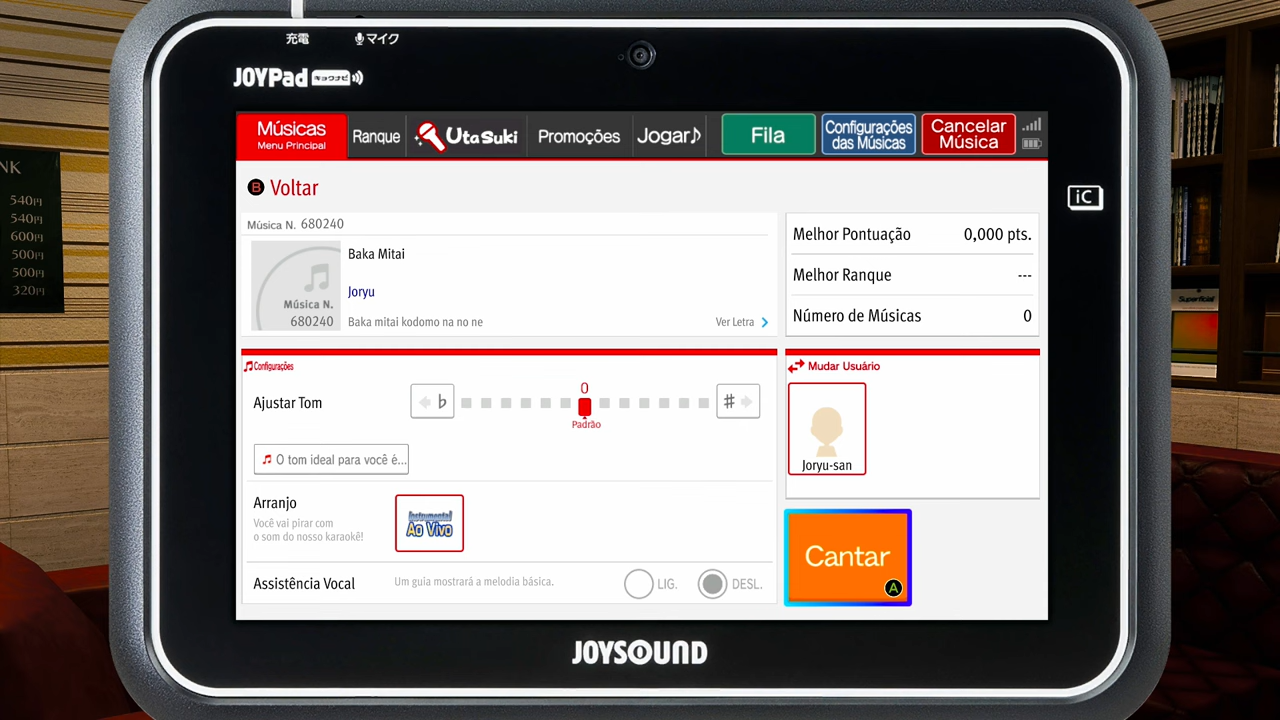 充電
マイク
JOYPad キョクナビ
Músicas
Menu Principal
Ranque
UtaSuki
Promoções
Jogar♪
Fila
Configurações
das Músicas
Cancelar
Música
B Voltar
iC
NK
540円
540円
600円
500円
500円
320円
Música N. 680240
Baka Mitai
Joryu
Música N.
680240
Baka mitai kodomo na no ne
Ver Letra
Melhor Pontuação 0,000 pts.
Melhor Ranque ---
Número de Músicas 0
Superficial
Configurações
Ajustar Tom
♭
0
Padrão
♯
O tom ideal para você é...
Arranjo
Você vai pirar com
o som do nosso karaokê!
Instrumental
Ao Vivo
Assistência Vocal
Um guia mostrará a melodia básica.
LIG.
DESL.
Mudar Usuário
Joryu-san
Cantar
A
JOYSOUND